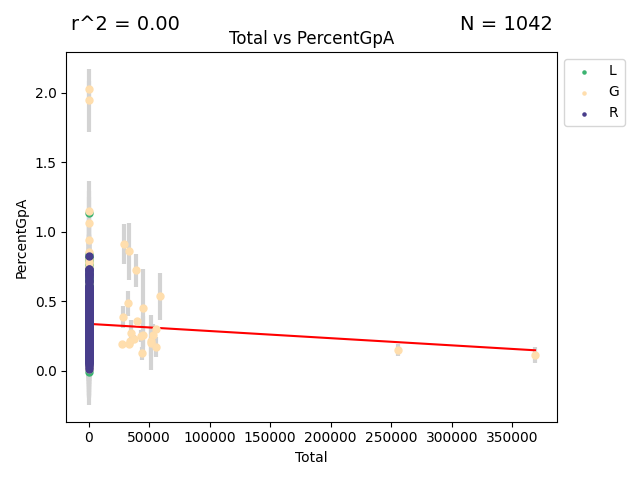 r^2 = 0.00
N = 1042
Total vs PercentGpA
L
G
R
2.0
1.5
1.0
0.5
0.0
PercentGpA
0 50000 100000 150000 200000 250000 300000 350000
Total